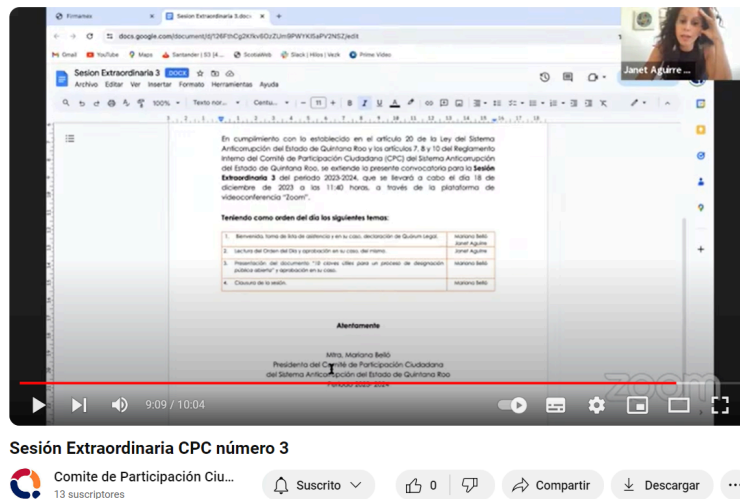 Firmames
Sesion Extraordinaria 3.docx
docs.google.com/document/d/
Gmail YouTube Maps Santander | S3 |4... ScotiaWeb Slack | Hilos | Vezk Prime Video
Sesion Extraordinaria 3 DOCX
Archivo Editar Ver Insertar Formato Herramientas Ayuda
100% Texto nor... Centu... 11 B I U A
Janet Aguirre ...
En cumplimiento con lo establecido en el artículo 20 de la Ley del Sistema
Anticorrupción del Estado de Quintana Roo y los artículos 7, 8 y 10 del Reglamento
Interno del Comité de Participación Ciudadana (CPC) del Sistema Anticorrupción
del Estado de Quintana Roo, se extiende la presente convocatoria para la Sesión
Extraordinaria 3 del periodo 2023-2024, que se llevará a cabo el día 18 de
diciembre de 2023 a las 11:40 horas, a través de la plataforma de
videoconferencia "Zoom".
Teniendo como orden del día los siguientes temas:
1. Bienvenida, toma de lista de asistencia y en su caso, declaración de Quórum Legal. Mariana Belló
Janet Aguirre
2. Lectura del Orden del Día y aprobación en su caso, del mismo. Janet Aguirre
3. Presentación del documento "10 claves útiles para un proceso de designación Mariana Belló
pública abierta" y aprobación en su caso.
4. Clausura de la sesión. Mariana Belló
Atentamente
Mtra. Mariana Belló
Presidenta del Comité de Participación Ciudadana
del Sistema Anticorrupción del Estado de Quintana Roo
Periodo 2023- 2024
zoom
9:09 / 10:04
Sesión Extraordinaria CPC número 3
Comite de Participación Ciu...
13 suscriptores
Suscrito
0
Compartir
Descargar